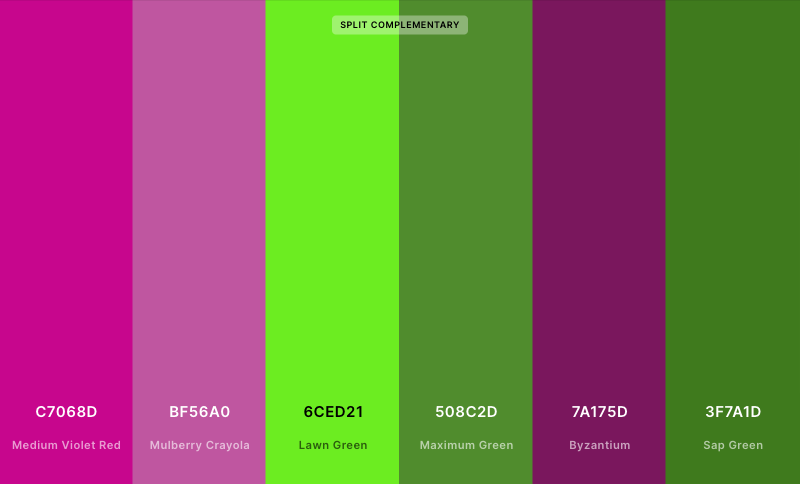 SPLIT COMPLEMENTARY
C7068D
BF56A0
6CED21
508C2D
7A175D
3F7A1D
Medium Violet Red
Mulberry Crayola
Lawn Green
Maximum Green
Byzantium
Sap Green